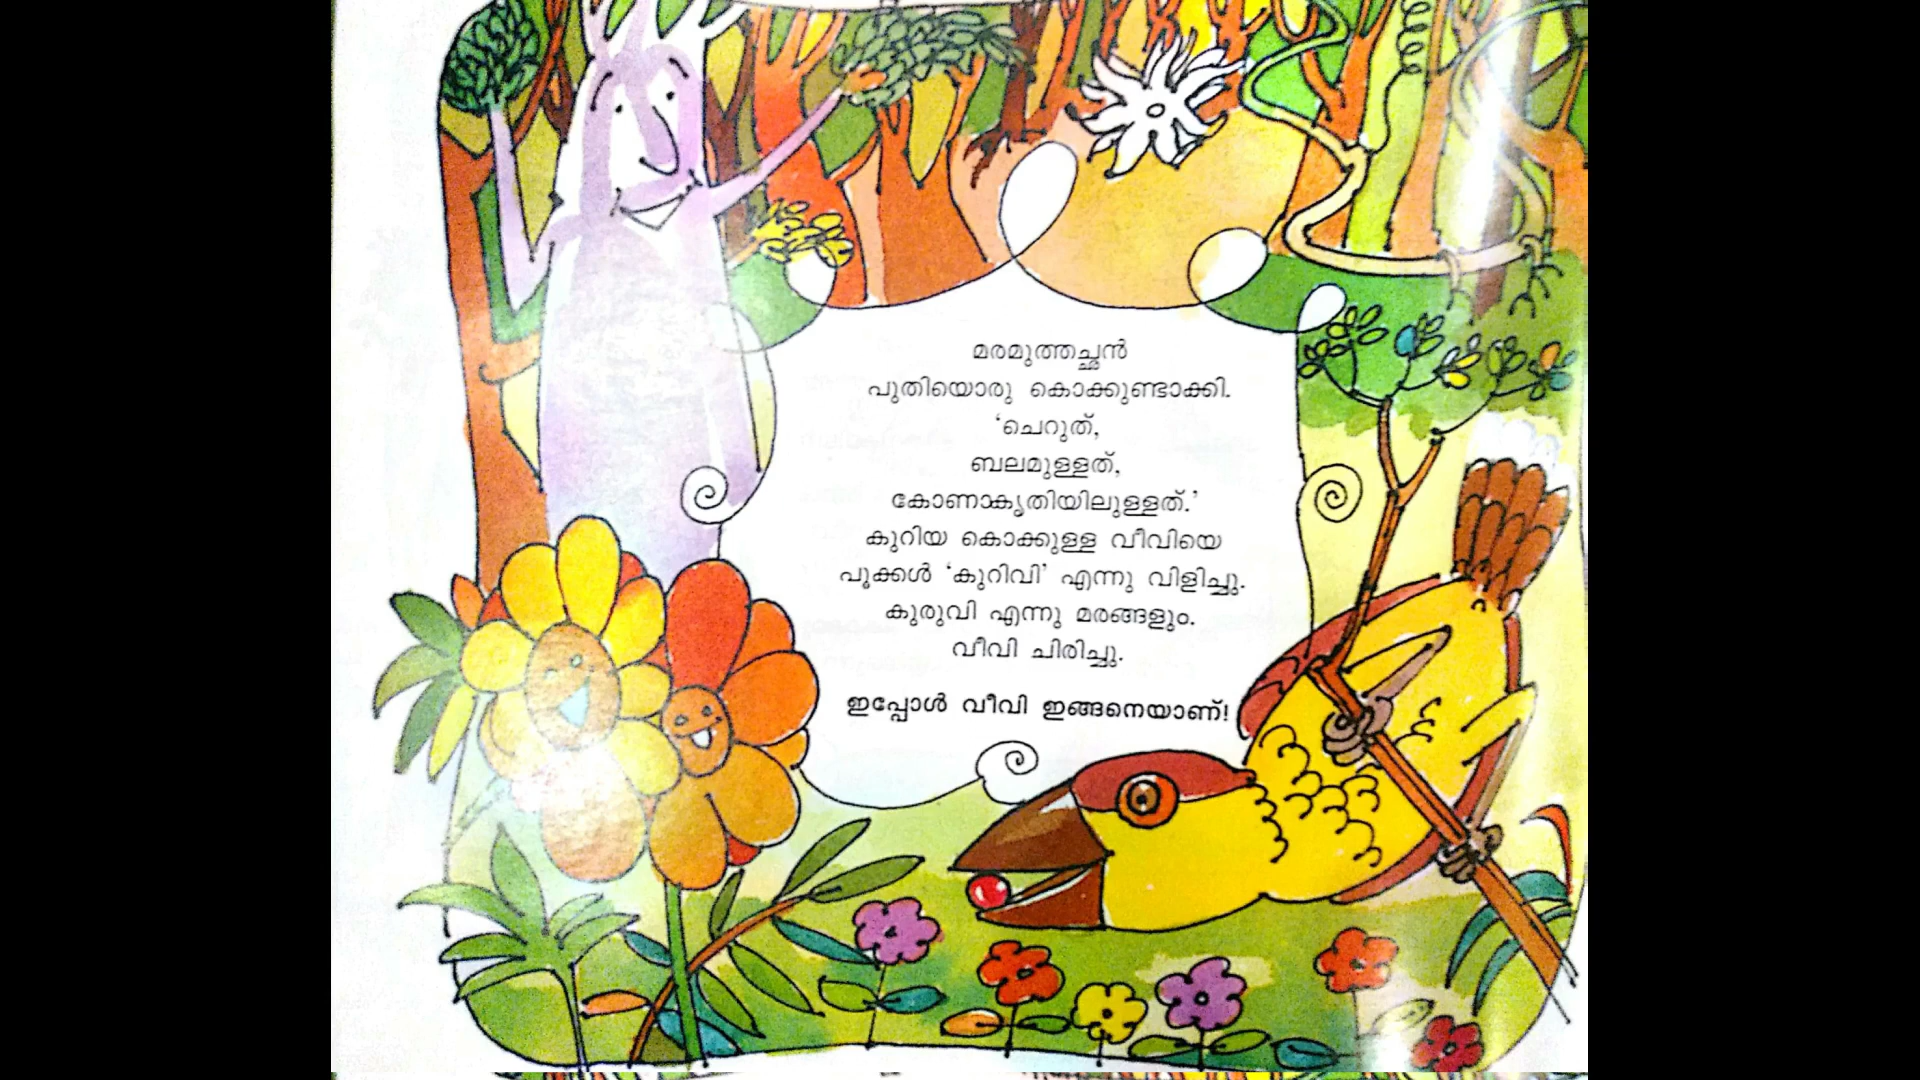 മരമുത്തച്ഛൻ
പുതിയൊരു കൊക്കുണ്ടാക്കി.
‘ചെറുത്,
ബലമുള്ളത്,
കോണാകൃതിയിലുള്ളത്.’
കുറിയ കൊക്കുള്ള വീവിയെ
പൂക്കൾ ‘കുറിവി’ എന്നു വിളിച്ചു.
കുരുവി എന്നു മരങ്ങളും.
വീവി ചിരിച്ചു.
ഇപ്പോൾ വീവി ഇങ്ങനെയാണ്!